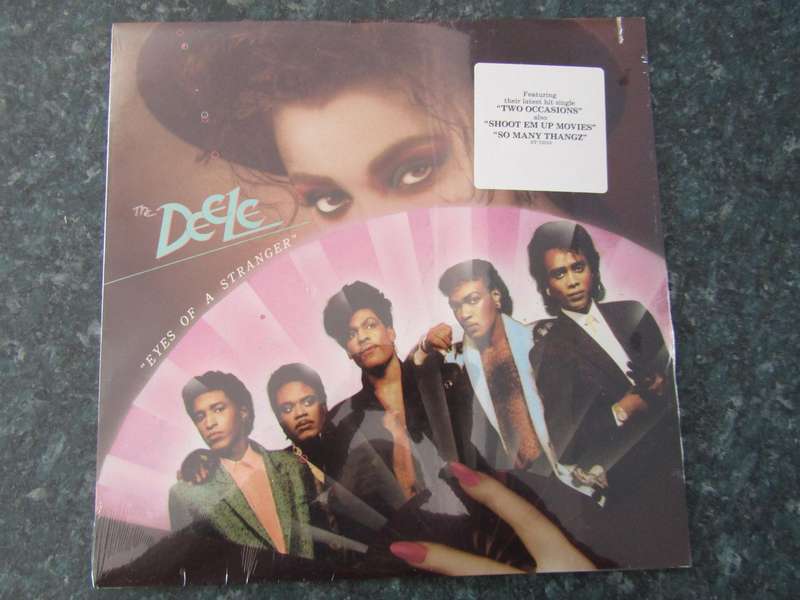 Featuring
their latest hit single
"TWO OCCASIONS"
also
"SHOOT EM UP MOVIES"
"SO MANY THANGZ"
THE
DEELE
"EYES OF A STRANGER"